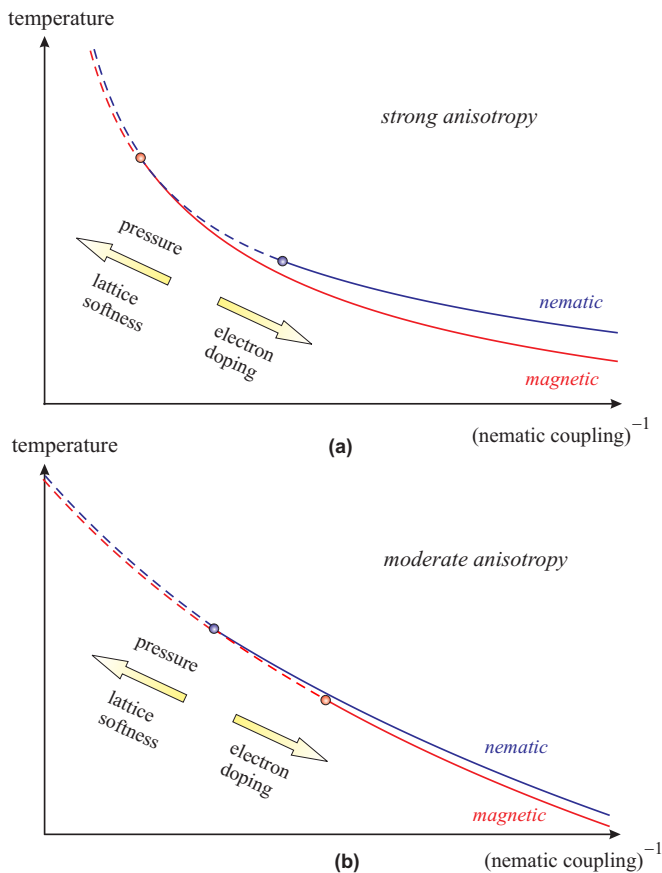 temperature
strong anisotropy
pressure
lattice
softness
electron
doping
nematic
magnetic
(a)
(nematic coupling)⁻¹
temperature
moderate anisotropy
pressure
lattice
softness
electron
doping
nematic
magnetic
(b)
(nematic coupling)⁻¹